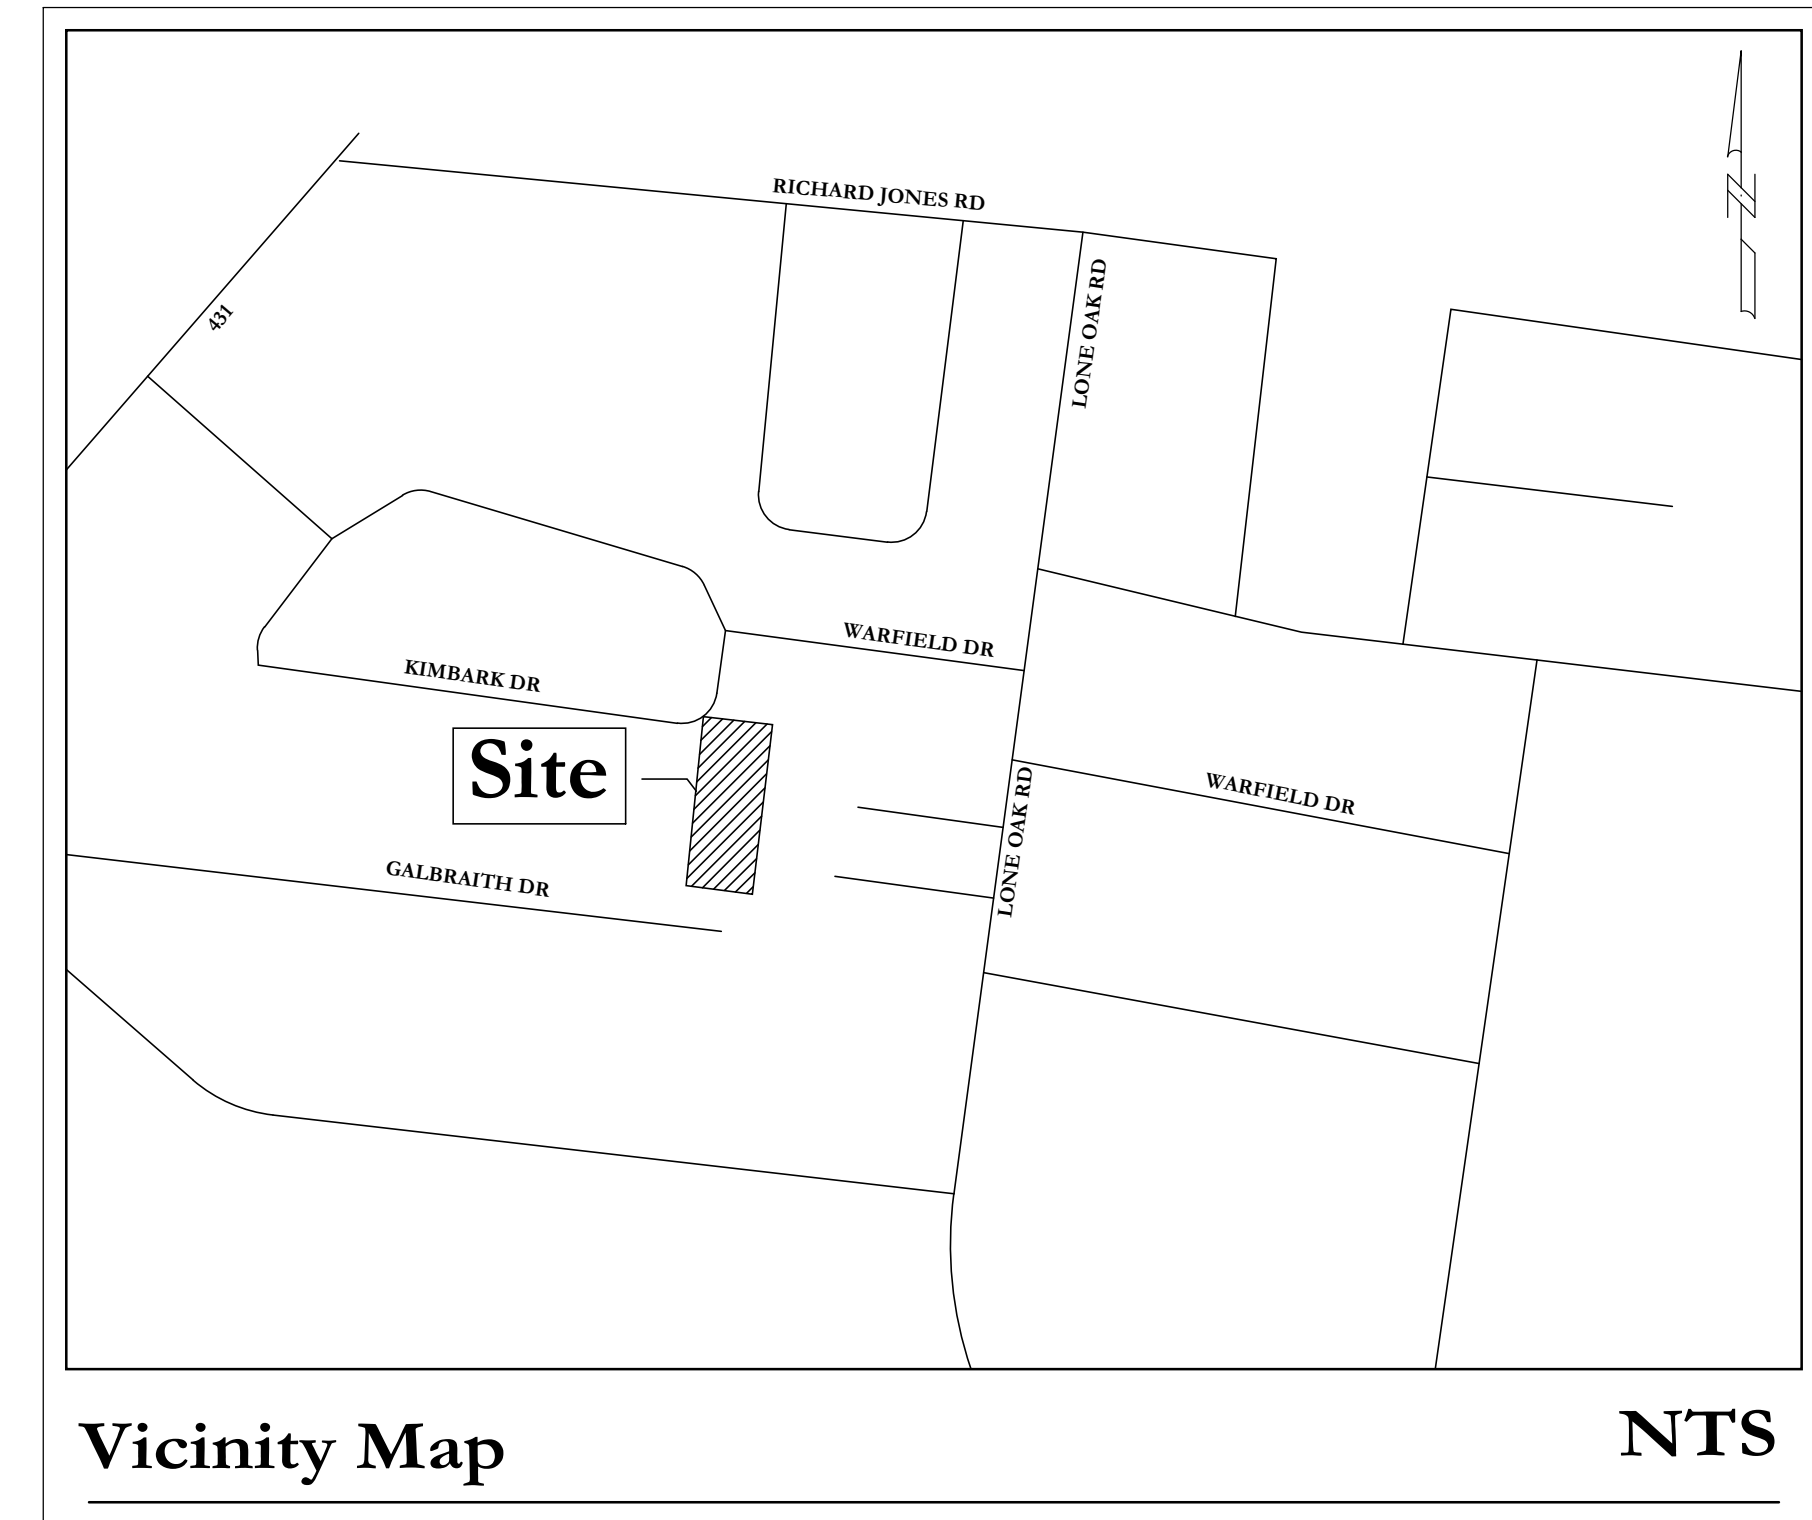 RICHARD JONES RD
LONE OAK RD
431
WARFIELD DR
KIMBARK DR
Site
LONE OAK RD
WARFIELD DR
GALBRAITH DR
N
Vicinity Map
NTS